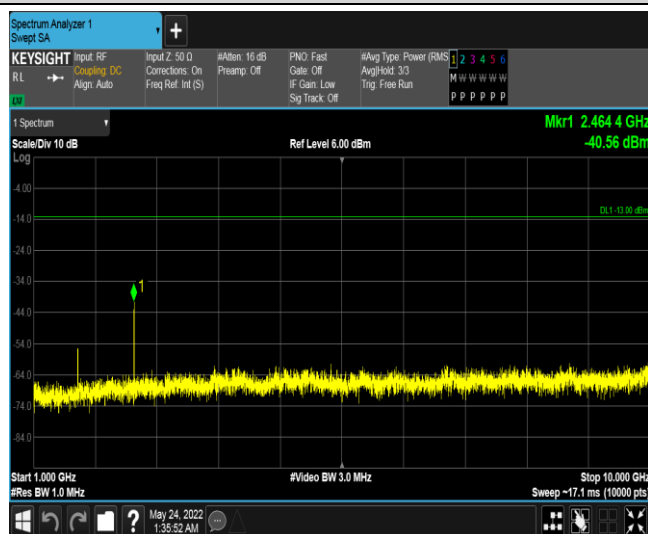 Spectrum Analyzer 1
Swept SA
+
KEYSIGHT
RL
LXI
Input: RF
Coupling: DC
Align: Auto
Input Z: 50 Ω
Corrections: On
Freq Ref: Int (S)
#Atten: 16 dB
Preamp: Off
PNO: Fast
Gate: Off
IF Gain: Low
Sig Track: Off
#Avg Type: Power (RMS
Avg|Hold: 3/3
Trig: Free Run
1 2 3 4 5 6
M W W W W W
P P P P P P
1 Spectrum
Mkr1 2.464 4 GHz
Scale/Div 10 dB
Ref Level 6.00 dBm
-40.56 dBm
Log
-4.00
DL1 -13.00 dBm
-14.0
-24.0
-34.0
1
-44.0
-54.0
-64.0
-74.0
-84.0
Start 1.000 GHz
#Video BW 3.0 MHz
Stop 10.000 GHz
#Res BW 1.0 MHz
Sweep ~17.1 ms (10000 pts)
?
May 24, 2022
1:35:52 AM